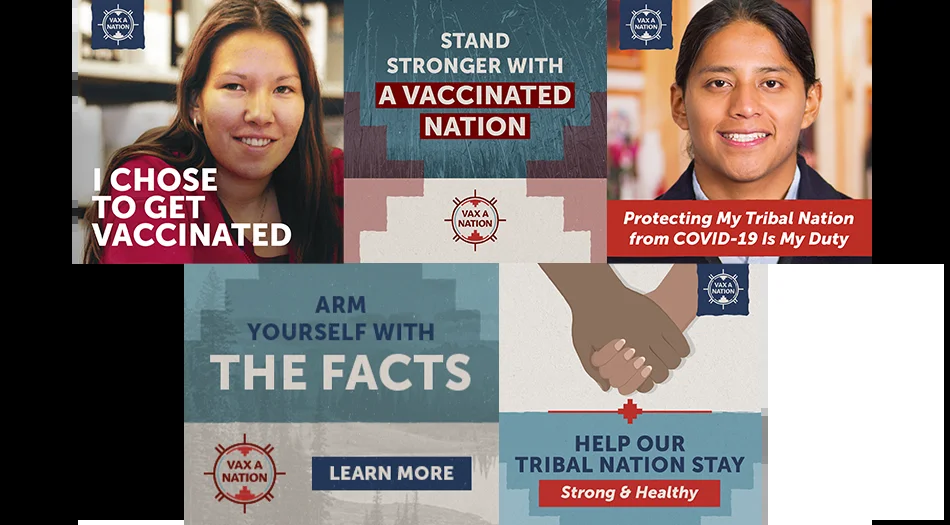 VAX A
NATION
I CHOSE
TO GET
VACCINATED
STAND
STRONGER WITH
A VACCINATED
NATION
VAX A
NATION
VAX A
NATION
Protecting My Tribal Nation
from COVID-19 Is My Duty
ARM
YOURSELF WITH
THE FACTS
VAX A
NATION
LEARN MORE
VAX A
NATION
HELP OUR
TRIBAL NATION STAY
Strong & Healthy